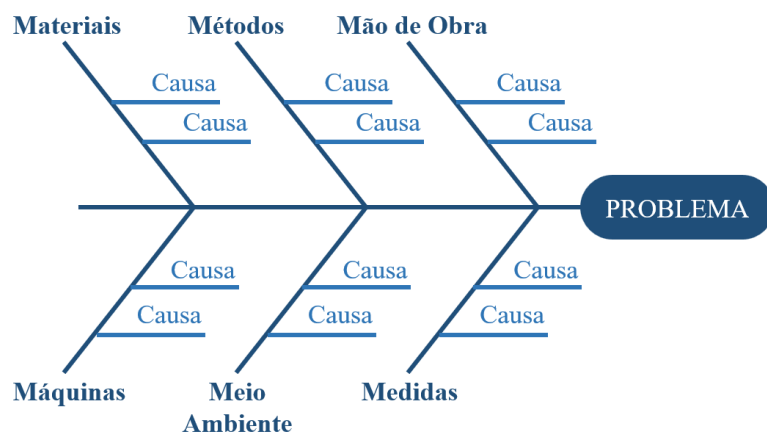 Materiais
Métodos
Mão de Obra
Causa
Causa
Causa
Causa
Causa
Causa
PROBLEMA
Causa
Causa
Causa
Causa
Causa
Causa
Máquinas
Meio
Ambiente
Medidas